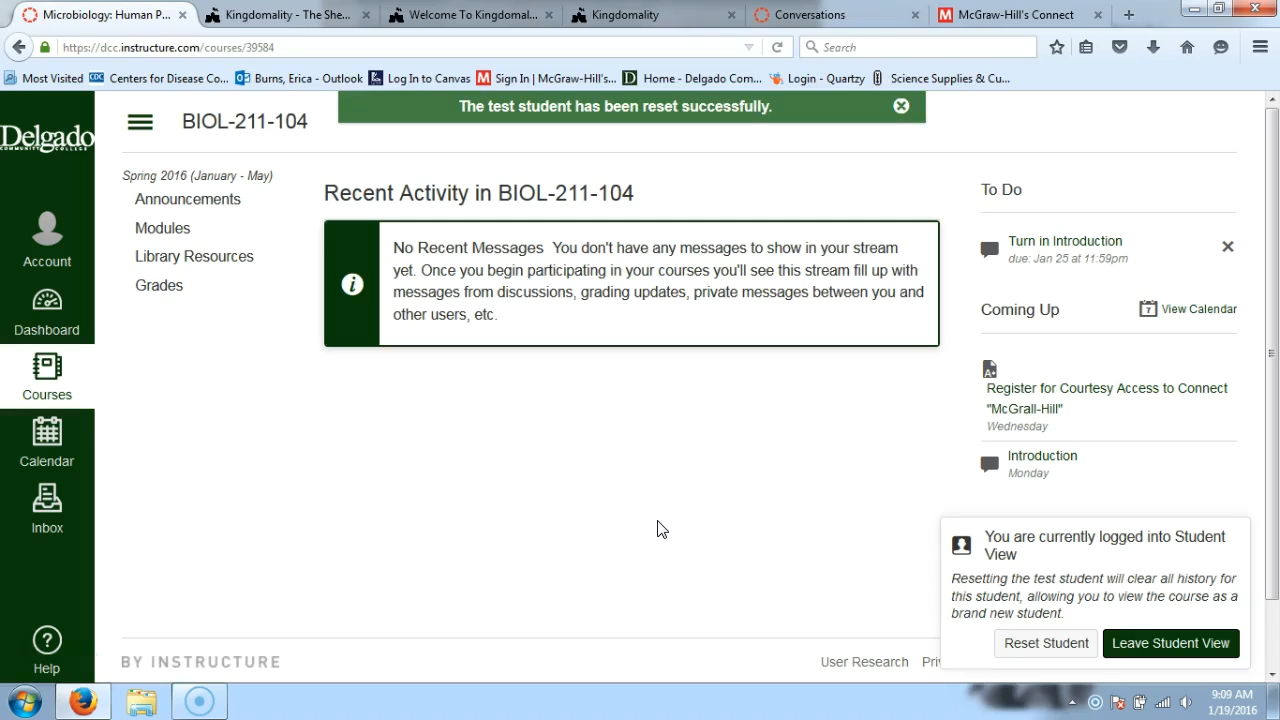 Microbiology: Human P...
Kingdomality - The She...
Welcome To Kingdomal...
Kingdomality
Conversations
McGraw-Hill's Connect
https://dcc.instructure.com/courses/39584
Search
Most Visited
CDC Centers for Disease Co...
Burns, Erica - Outlook
Log In to Canvas
M Sign In | McGraw-Hill's...
D Home - Delgado Com...
Login - Quartzy
Science Supplies & Cu...
The test student has been reset successfully.
Delgado
COMMUNITY COLLEGE
BIOL-211-104
Spring 2016 (January - May)
Announcements
Modules
Library Resources
Grades
Account
Dashboard
Courses
Calendar
Inbox
Help
Recent Activity in BIOL-211-104
No Recent Messages You don't have any messages to show in your stream
yet. Once you begin participating in your courses you'll see this stream fill up with
messages from discussions, grading updates, private messages between you and
other users, etc.
To Do
Turn in Introduction
due: Jan 25 at 11:59pm
Coming Up
7 View Calendar
Register for Courtesy Access to Connect
"McGrall-Hill"
Wednesday
Introduction
Monday
You are currently logged into Student
View
Resetting the test student will clear all history for
this student, allowing you to view the course as a
brand new student.
Reset Student
Leave Student View
BY INSTRUCTURE
User Research
Pri
9:09 AM
1/19/2016